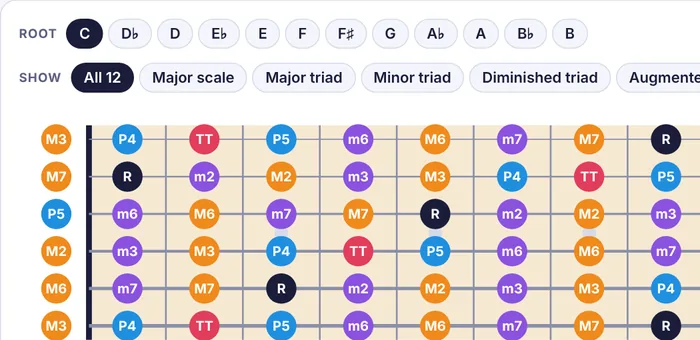 ROOT C D♭ D E♭ E F F♯ G A♭ A B♭ B
SHOW All 12 Major scale Major triad Minor triad Diminished triad Augmente
M3 P4 TT P5 m6 M6 m7 M7 R
M7 R m2 M2 m3 M3 P4 TT P5
P5 m6 M6 m7 M7 R m2 M2 m3
M2 m3 M3 P4 TT P5 m6 M6 m7
M6 m7 M7 R m2 M2 m3 M3 P4
M3 P4 TT P5 m6 M6 m7 M7 R